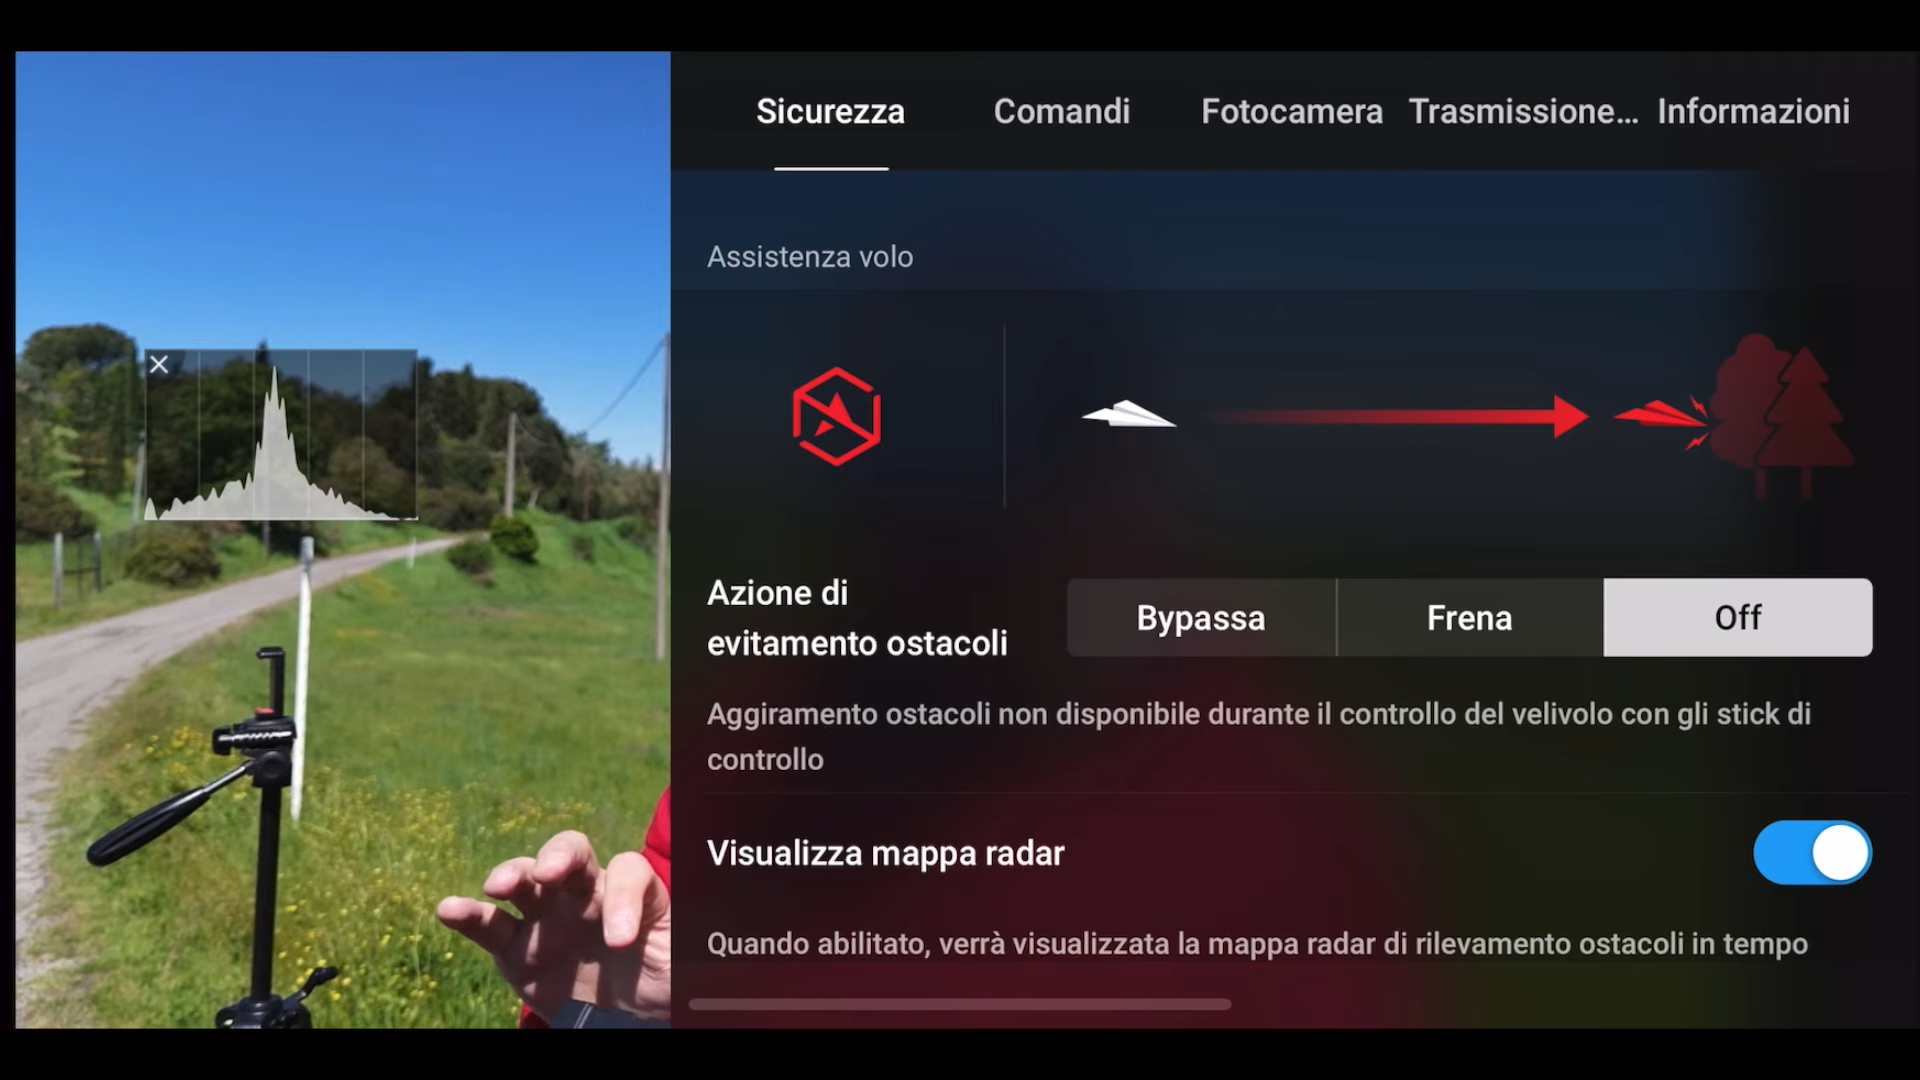 Sicurezza Comandi Fotocamera Trasmissione... Informazioni
Assistenza volo
Azione di
evitamento ostacoli
Bypassa Frena Off
Aggiramento ostacoli non disponibile durante il controllo del velivolo con gli stick di
controllo
Visualizza mappa radar
Quando abilitato, verrà visualizzata la mappa radar di rilevamento ostacoli in tempo